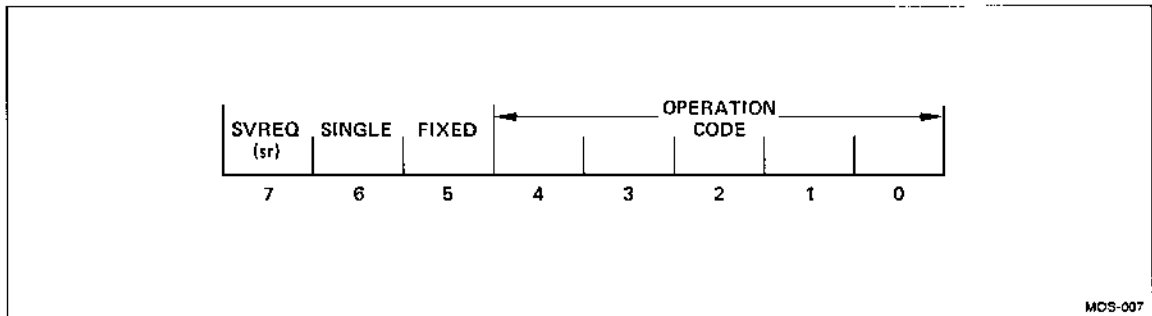 OPERATION
SVREQ SINGLE FIXED CODE
(sr)
7 6 5 4 3 2 1 0
MOS-007